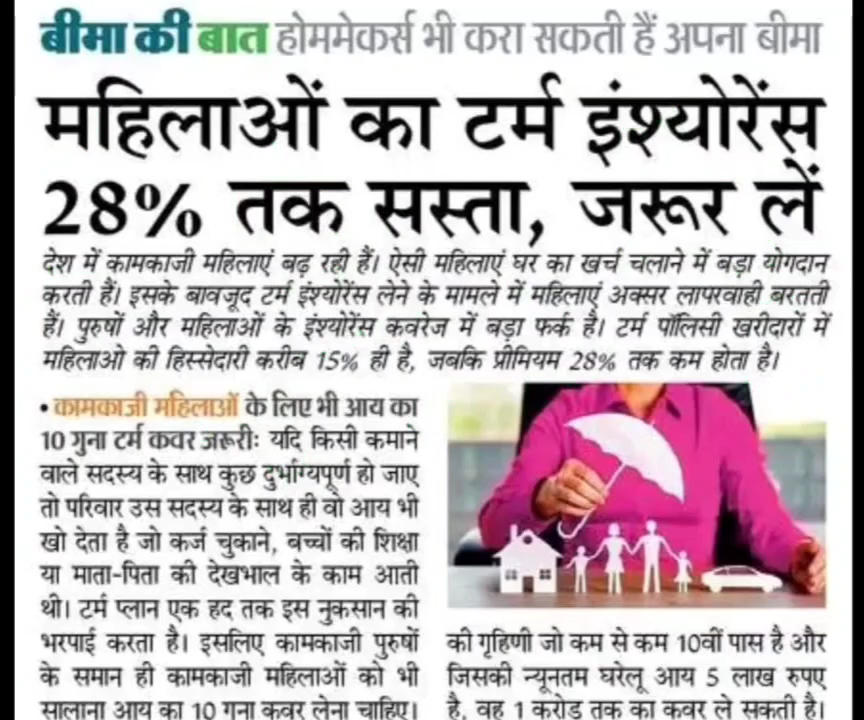 बीमा की बात होममेकर्स भी करा सकती हैं अपना बीमा
महिलाओं का टर्म इंश्योरेंस
28% तक सस्ता, जरूर लें
देश में कामकाजी महिलाएं बढ़ रही हैं। ऐसी महिलाएं घर का खर्च चलाने में बड़ा योगदान
करती हैं। इसके बावजूद टर्म इंश्योरेंस लेने के मामले में महिलाएं अक्सर लापरवाही बरतती
हैं। पुरुषों और महिलाओं के इंश्योरेंस कवरेज में बड़ा फर्क है। टर्म पॉलिसी खरीदारों में
महिलाओ की हिस्सेदारी करीब 15% ही है, जबकि प्रीमियम 28% तक कम होता है।
• कामकाजी महिलाओं के लिए भी आय का
10 गुना टर्म कवर जरूरी: यदि किसी कमाने
वाले सदस्य के साथ कुछ दुर्भाग्यपूर्ण हो जाए
तो परिवार उस सदस्य के साथ ही वो आय भी
खो देता है जो कर्ज चुकाने, बच्चों की शिक्षा
या माता-पिता की देखभाल के काम आती
थी। टर्म प्लान एक हद तक इस नुकसान की
भरपाई करता है। इसलिए कामकाजी पुरुषों
के समान ही कामकाजी महिलाओं को भी
सालाना आय का 10 गुना कवर लेना चाहिए।
की गृहिणी जो कम से कम 10वीं पास है और
जिसकी न्यूनतम घरेलू आय 5 लाख रुपए
है, वह 1 करोड़ तक का कवर ले सकती है।